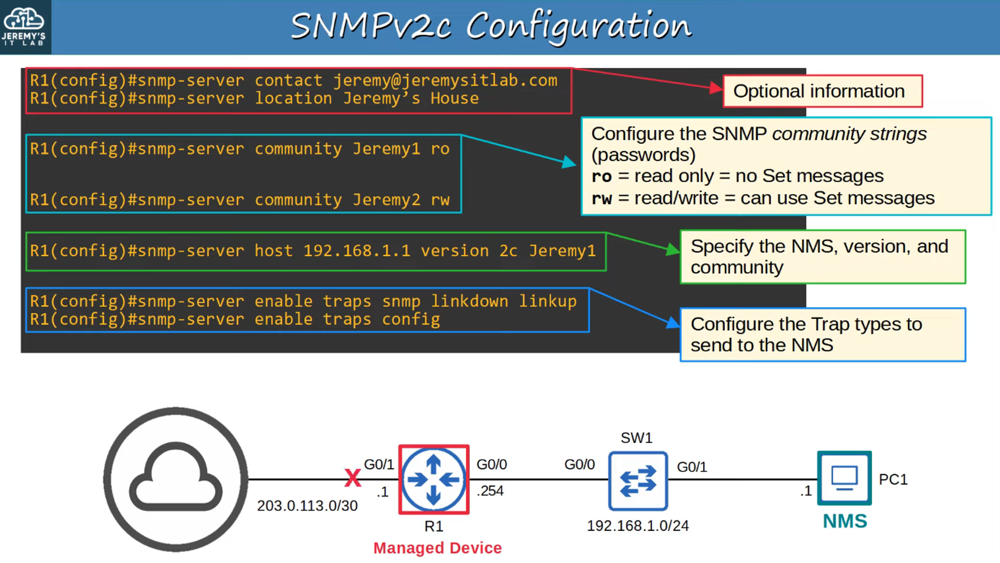 JEREMY'S
IT LAB
SNMPv2c Configuration
R1(config)#snmp-server contact jeremy@jeremysitlab.com
R1(config)#snmp-server location Jeremy’s House
Optional information
R1(config)#snmp-server community Jeremy1 ro
R1(config)#snmp-server community Jeremy2 rw
Configure the SNMP community strings
(passwords)
ro = read only = no Set messages
rw = read/write = can use Set messages
R1(config)#snmp-server host 192.168.1.1 version 2c Jeremy1
Specify the NMS, version, and
community
R1(config)#snmp-server enable traps snmp linkdown linkup
R1(config)#snmp-server enable traps config
Configure the Trap types to
send to the NMS
X
G0/1
.1
203.0.113.0/30
R1
Managed Device
G0/0
.254
G0/0
SW1
G0/1
192.168.1.0/24
.1
PC1
NMS